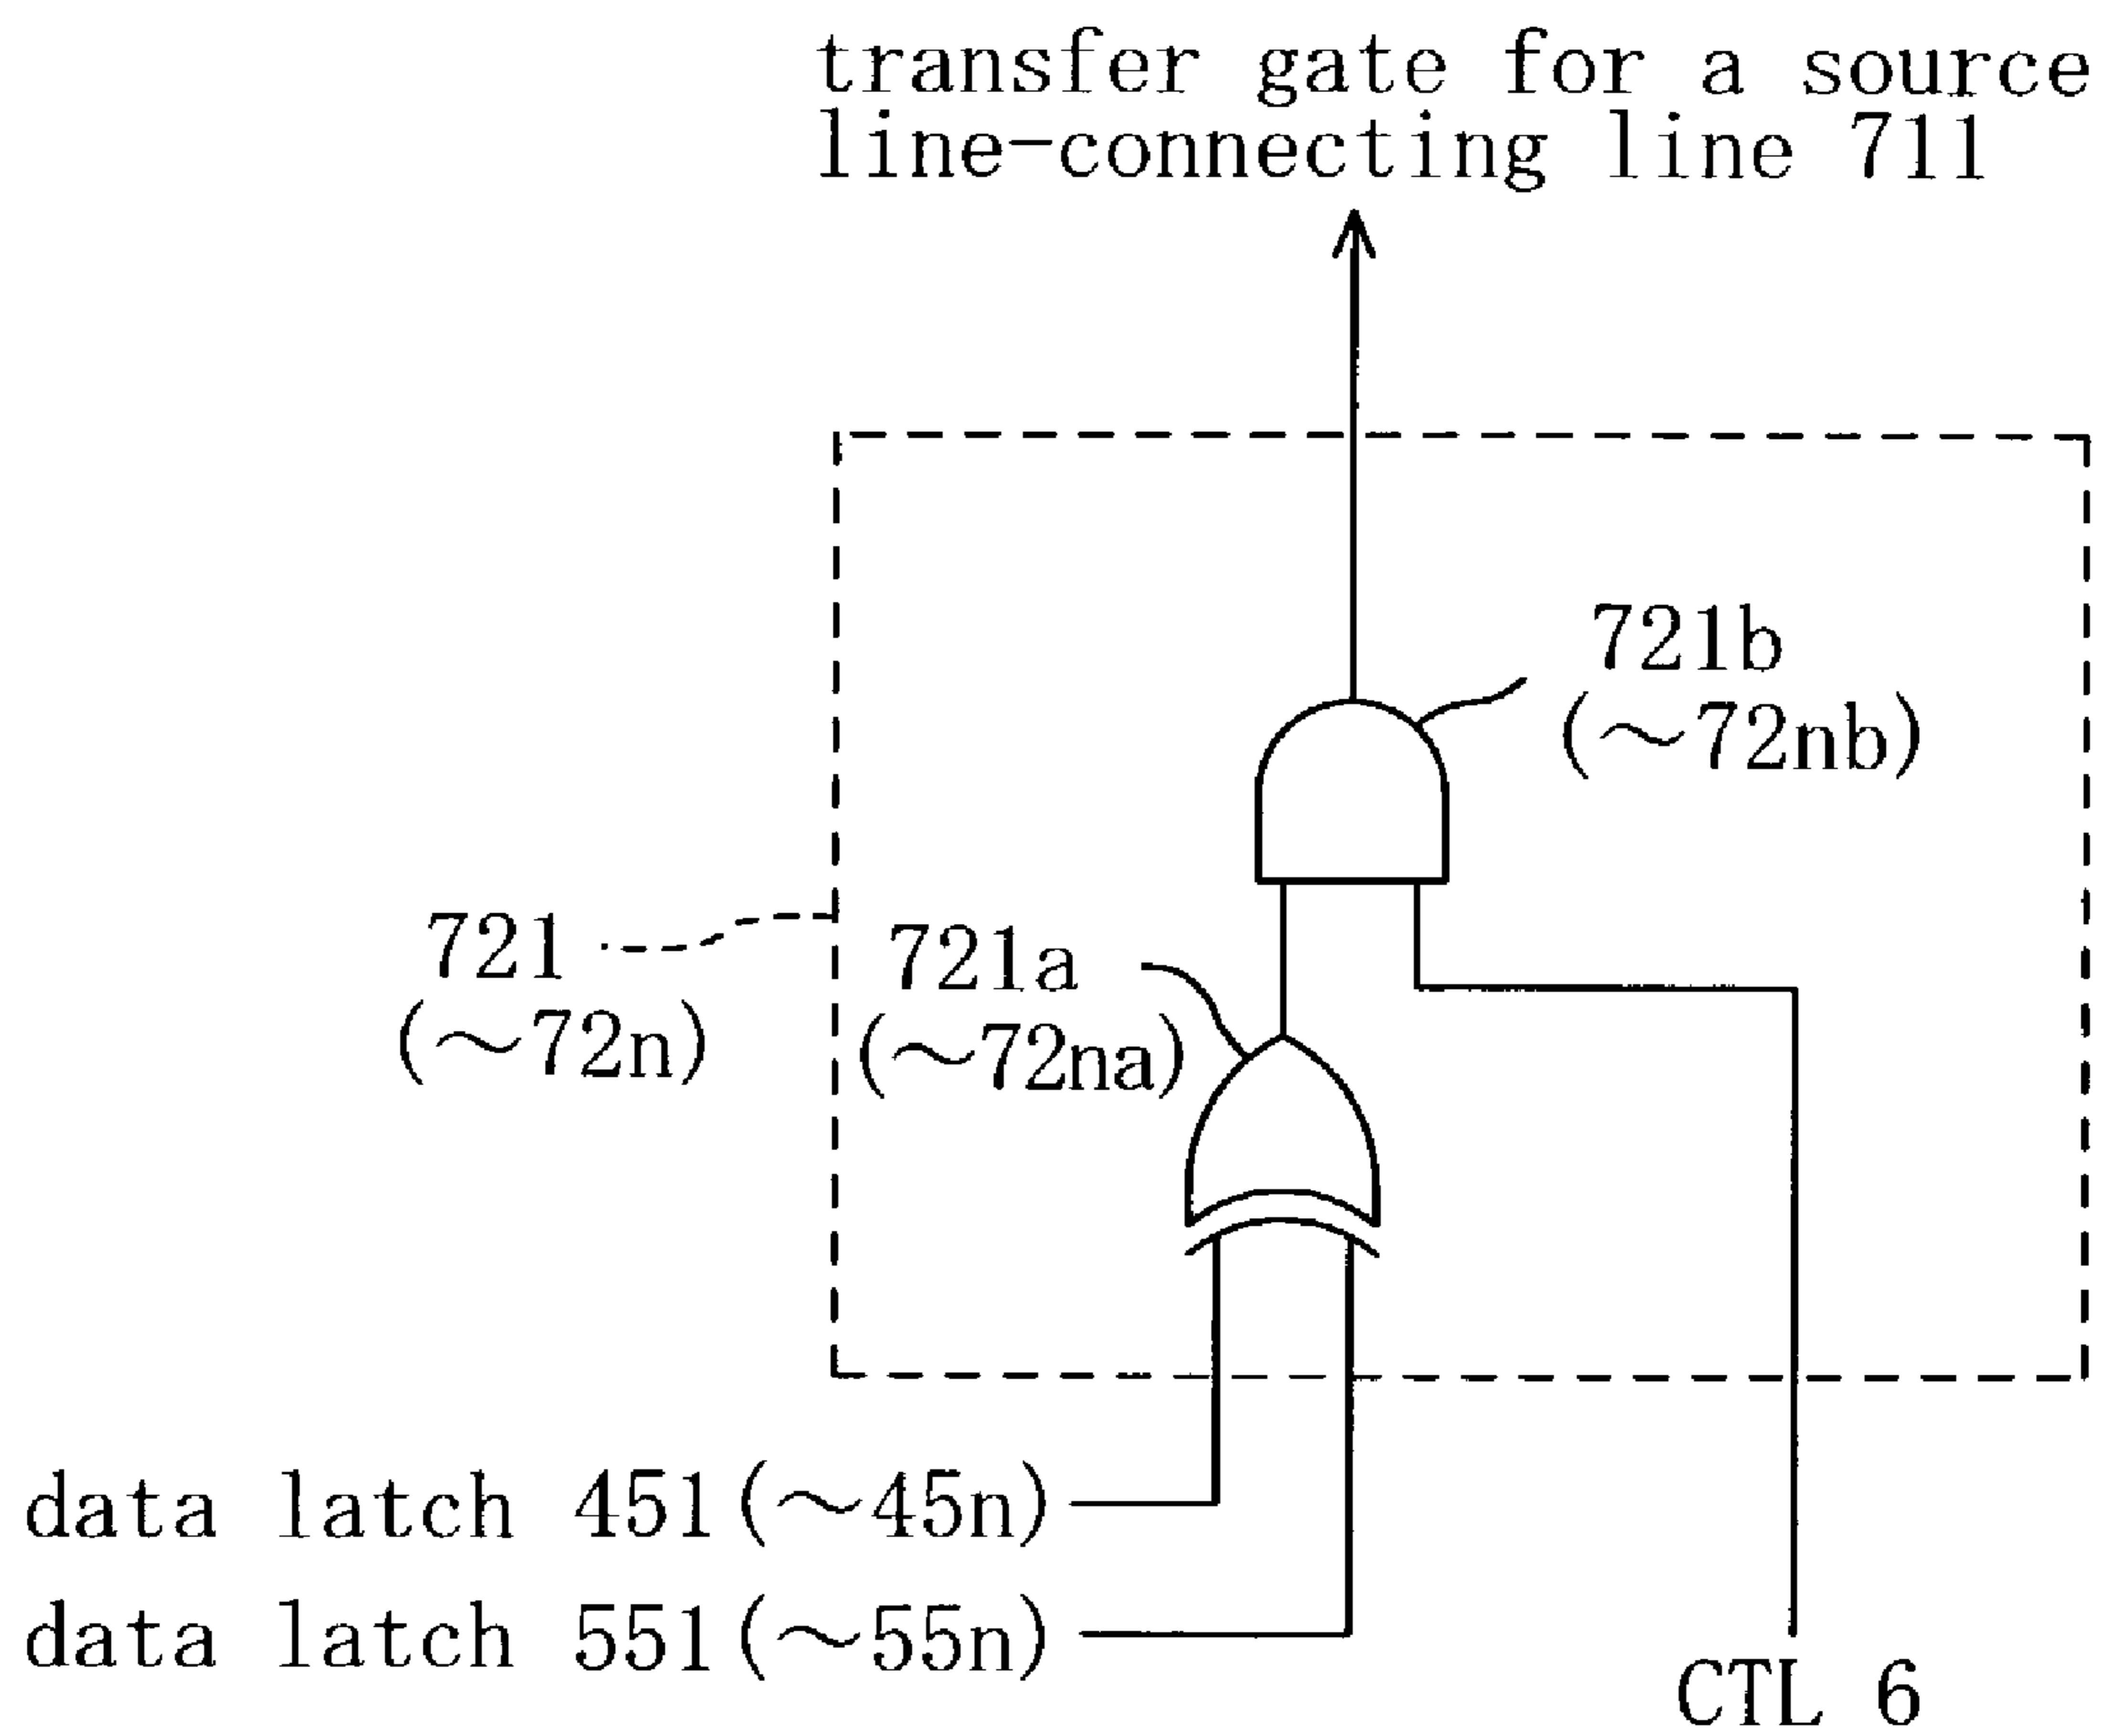 transfer gate for a source
line-connecting line 711
721b
(～72nb)
721
(～72n)
721a
(～72na)
data latch 451(～45n)
data latch 551(～55n)
CTL 6